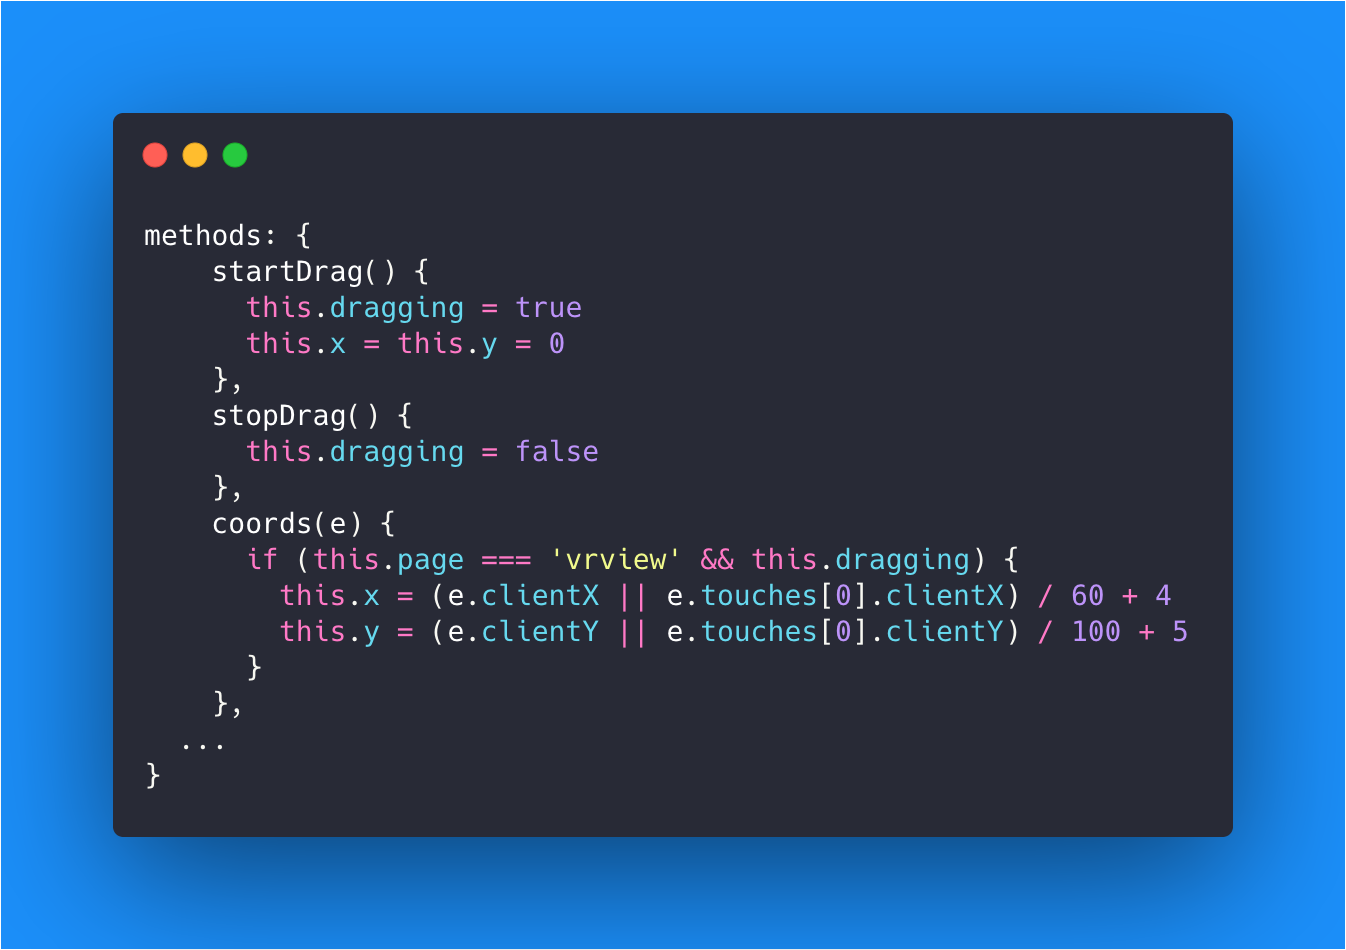 methods: {
    startDrag() {
      this.dragging = true
      this.x = this.y = 0
    },
    stopDrag() {
      this.dragging = false
    },
    coords(e) {
      if (this.page === 'vrview' && this.dragging) {
        this.x = (e.clientX || e.touches[0].clientX) / 60 + 4
        this.y = (e.clientY || e.touches[0].clientY) / 100 + 5
      }
    },
  ...
}